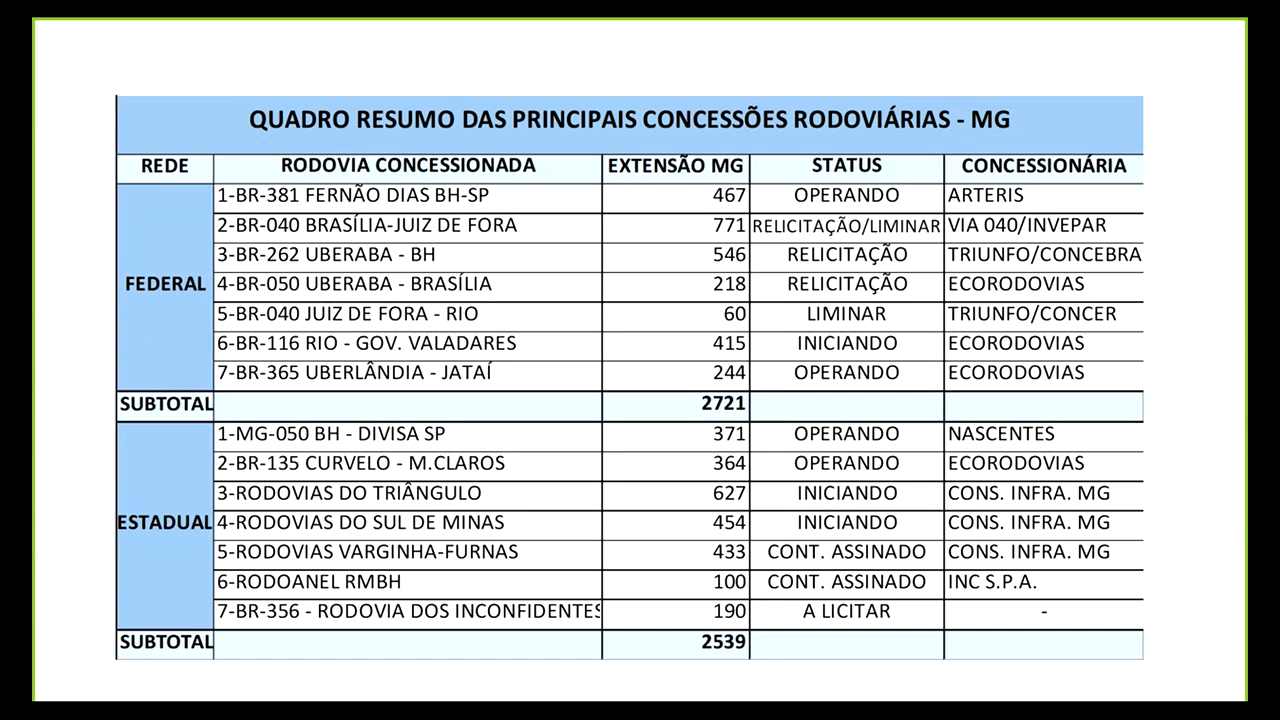 QUADRO RESUMO DAS PRINCIPAIS CONCESSÕES RODOVIÁRIAS - MG
REDE RODOVIA CONCESSIONADA EXTENSÃO MG STATUS CONCESSIONÁRIA
1-BR-381 FERNÃO DIAS BH-SP 467 OPERANDO ARTERIS
2-BR-040 BRASÍLIA-JUIZ DE FORA 771 RELICITAÇÃO/LIMINAR VIA 040/INVEPAR
3-BR-262 UBERABA - BH 546 RELICITAÇÃO TRIUNFO/CONCEBRA
FEDERAL 4-BR-050 UBERABA - BRASÍLIA 218 RELICITAÇÃO ECORODOVIAS
5-BR-040 JUIZ DE FORA - RIO 60 LIMINAR TRIUNFO/CONCER
6-BR-116 RIO - GOV. VALADARES 415 INICIANDO ECORODOVIAS
7-BR-365 UBERLÂNDIA - JATAÍ 244 OPERANDO ECORODOVIAS
SUBTOTAL 2721
1-MG-050 BH - DIVISA SP 371 OPERANDO NASCENTES
2-BR-135 CURVELO - M.CLAROS 364 OPERANDO ECORODOVIAS
3-RODOVIAS DO TRIÂNGULO 627 INICIANDO CONS. INFRA. MG
ESTADUAL 4-RODOVIAS DO SUL DE MINAS 454 INICIANDO CONS. INFRA. MG
5-RODOVIAS VARGINHA-FURNAS 433 CONT. ASSINADO CONS. INFRA. MG
6-RODOANEL RMBH 100 CONT. ASSINADO INC S.P.A.
7-BR-356 - RODOVIA DOS INCONFIDENTES 190 A LICITAR -
SUBTOTAL 2539